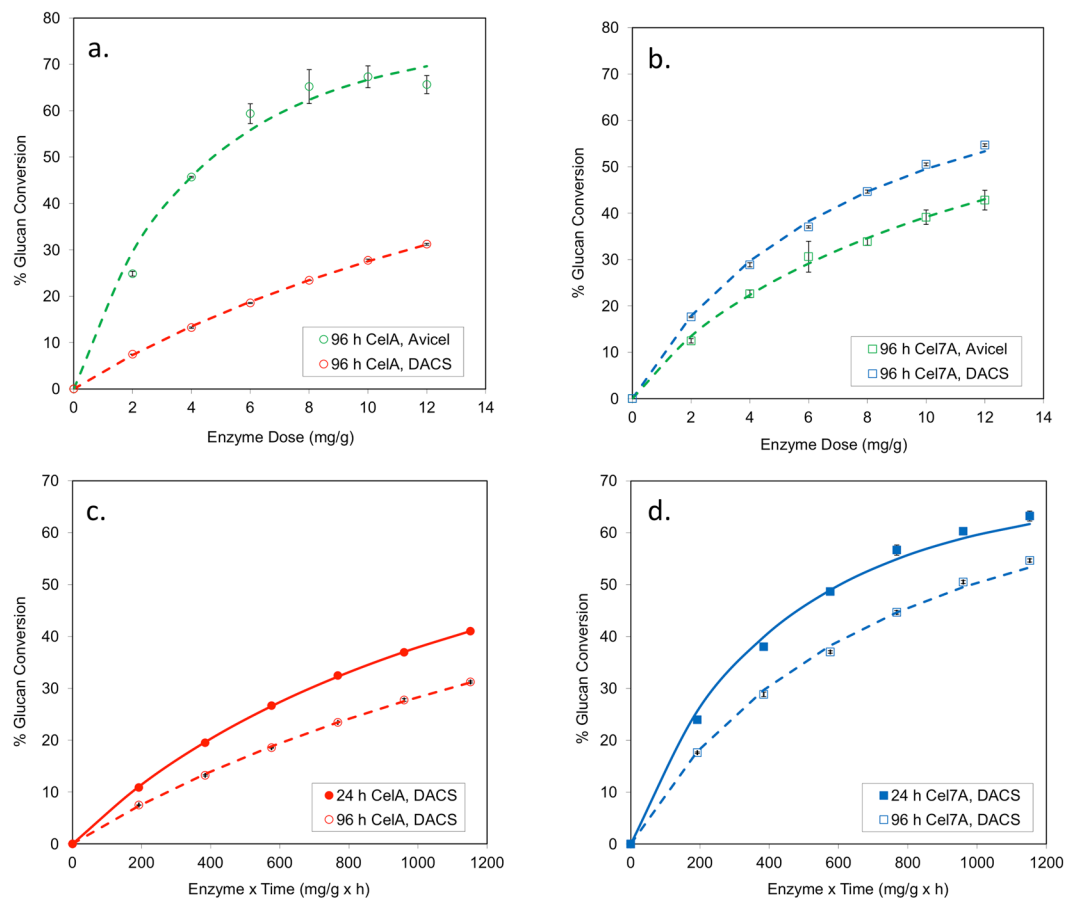 a.
% Glucan Conversion
80
70
60
50
40
30
20
10
0
0 2 4 6 8 10 12 14
Enzyme Dose (mg/g)
96 h CelA, Avicel
96 h CelA, DACS
b.
% Glucan Conversion
80
70
60
50
40
30
20
10
0
0 2 4 6 8 10 12 14
Enzyme Dose (mg/g)
96 h Cel7A, Avicel
96 h Cel7A, DACS
c.
% Glucan Conversion
70
60
50
40
30
20
10
0
0 200 400 600 800 1000 1200
Enzyme x Time (mg/g x h)
24 h CelA, DACS
96 h CelA, DACS
d.
% Glucan Conversion
70
60
50
40
30
20
10
0
0 200 400 600 800 1000 1200
Enzyme x Time (mg/g x h)
24 h Cel7A, DACS
96 h Cel7A, DACS